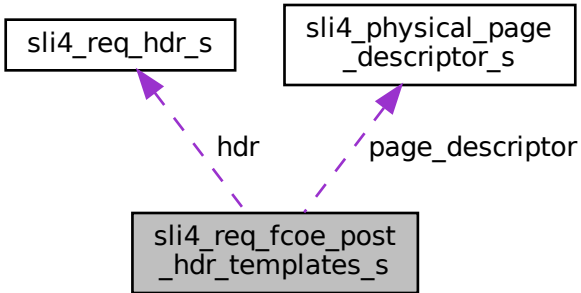 sli4_req_hdr_s
sli4_physical_page
_descriptor_s
hdr
page_descriptor
sli4_req_fcoe_post
_hdr_templates_s